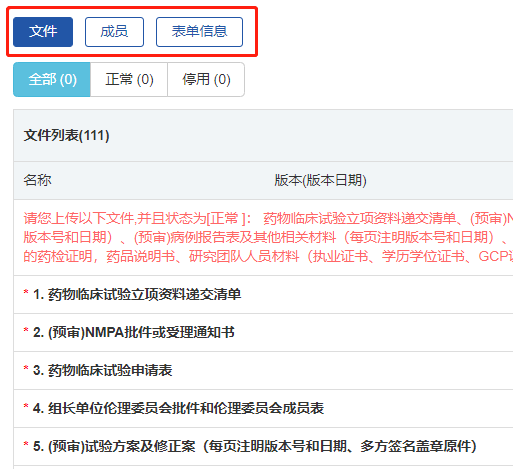 文件 成员 表单信息
全部 (0) 正常 (0) 停用 (0)
文件列表(111)
名称 版本(版本日期)
请您上传以下文件,并且状态为[正常 ]： 药物临床试验立项资料递交清单、(预审)N
版本号和日期）、(预审)病例报告表及其他相关材料（每页注明版本号和日期）、
的药检证明，药品说明书、研究团队人员材料（执业证书、学历学位证书、GCP
* 1. 药物临床试验立项资料递交清单
* 2. (预审)NMPA批件或受理通知书
* 3. 药物临床试验申请表
* 4. 组长单位伦理委员会批件和伦理委员会成员表
* 5. (预审)试验方案及修正案（每页注明版本号和日期、多方签名盖章原件）